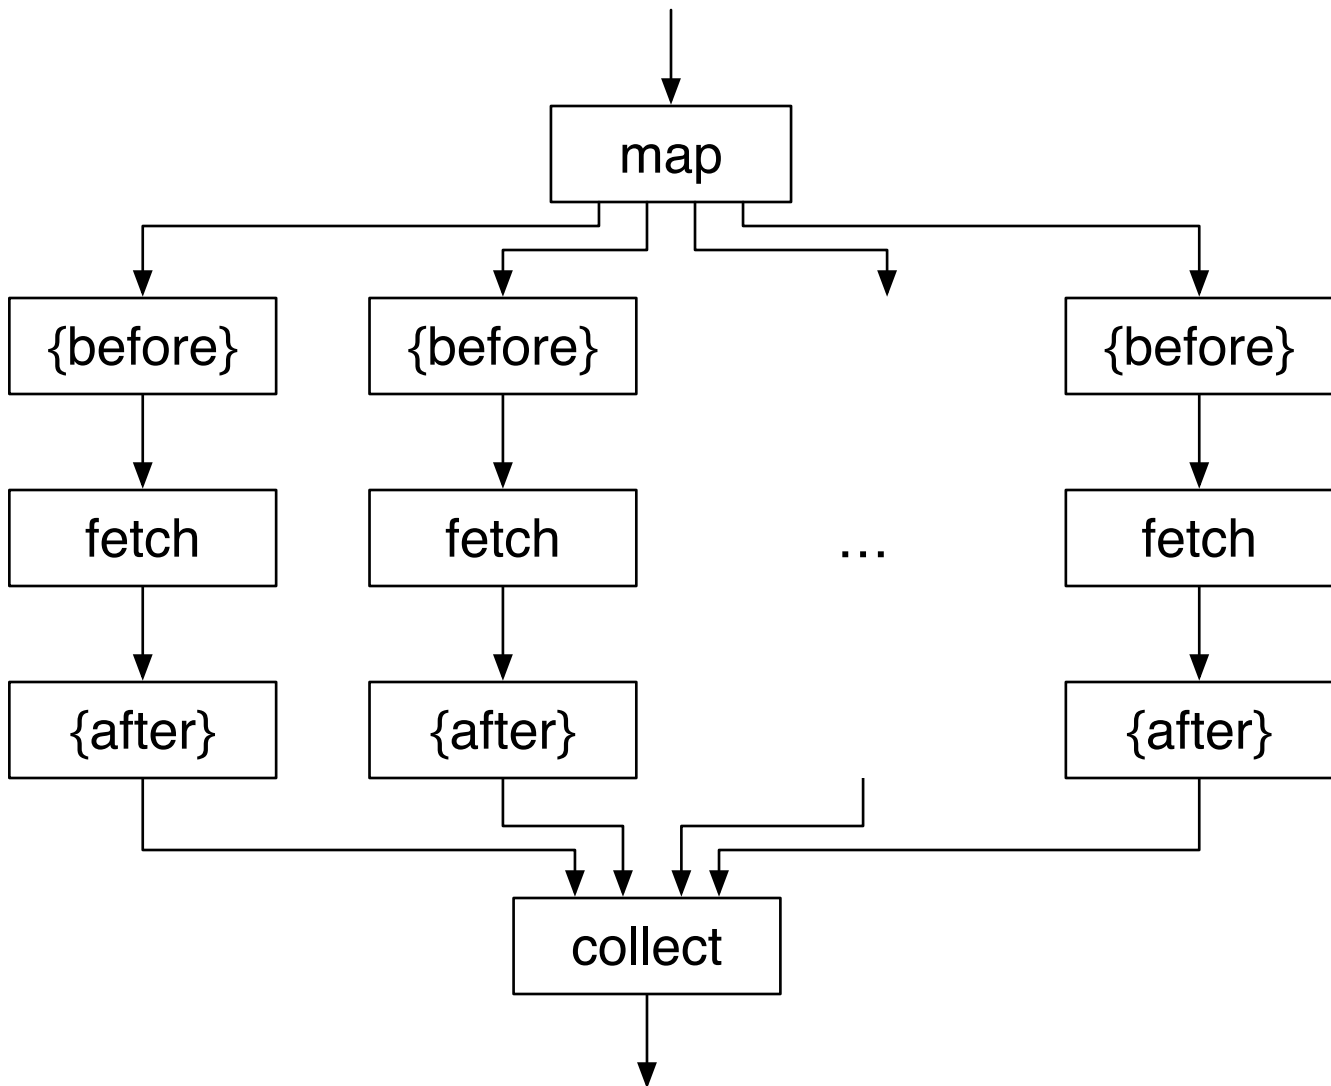 map
{before} {before} {before}
fetch fetch ... fetch
{after} {after} {after}
collect